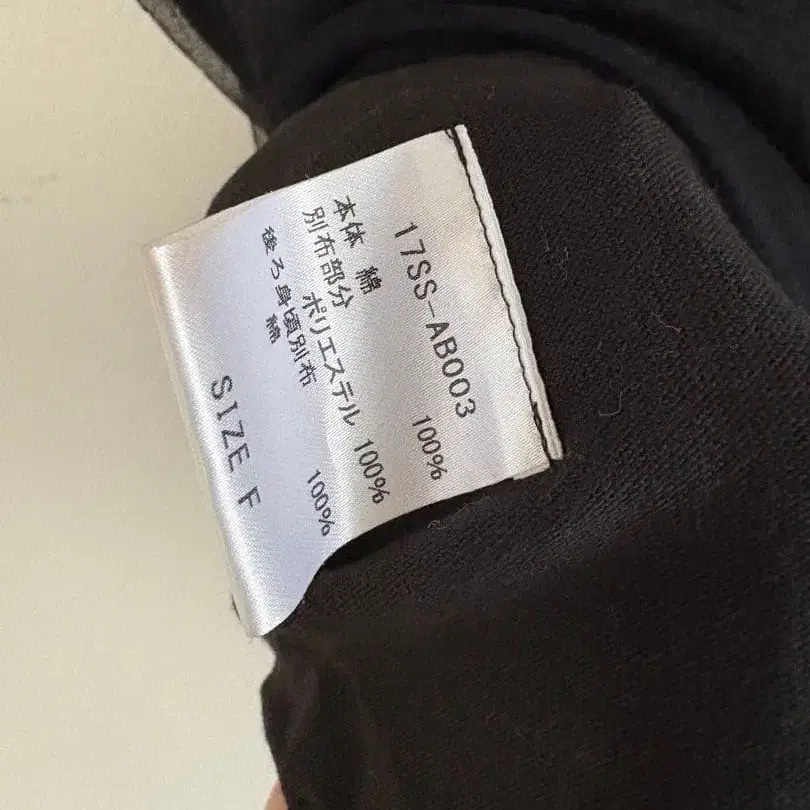 17SS-AB003
本体 綿 100%
別布部分 ポリエステル 100%
後ろ身頃別布
綿 100%
SIZE F